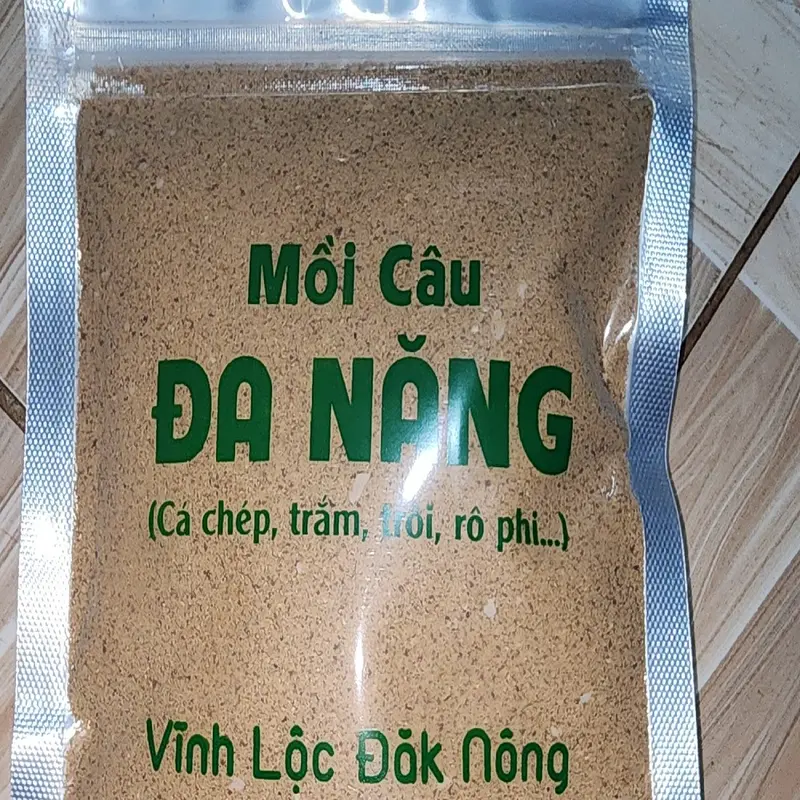 Mồi Câu
ĐA NĂNG
(Cá chép, trắm, trôi, rô phi...)
Vĩnh Lộc Đăk Nông